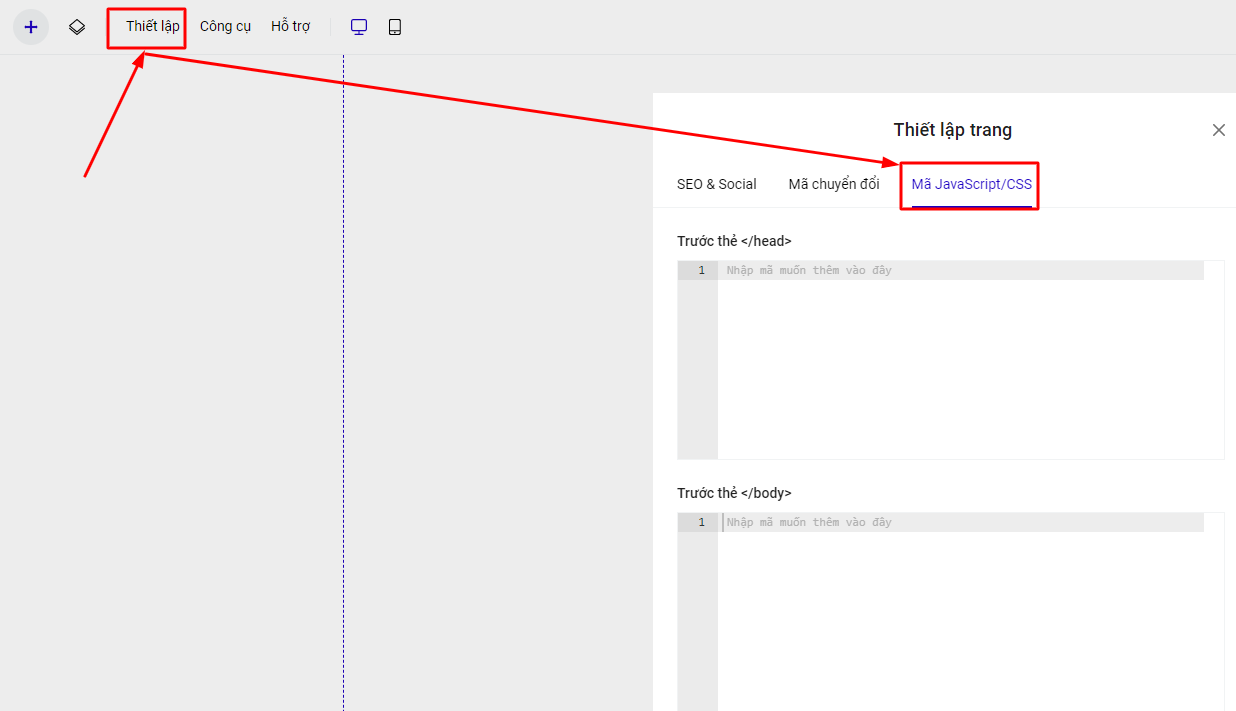 Thiết lập Công cụ Hỗ trợ
Thiết lập trang
SEO & Social Mã chuyển đổi Mã JavaScript/CSS
Trước thẻ </head>
1 Nhập mã muốn thêm vào đây
Trước thẻ </body>
1 Nhập mã muốn thêm vào đây